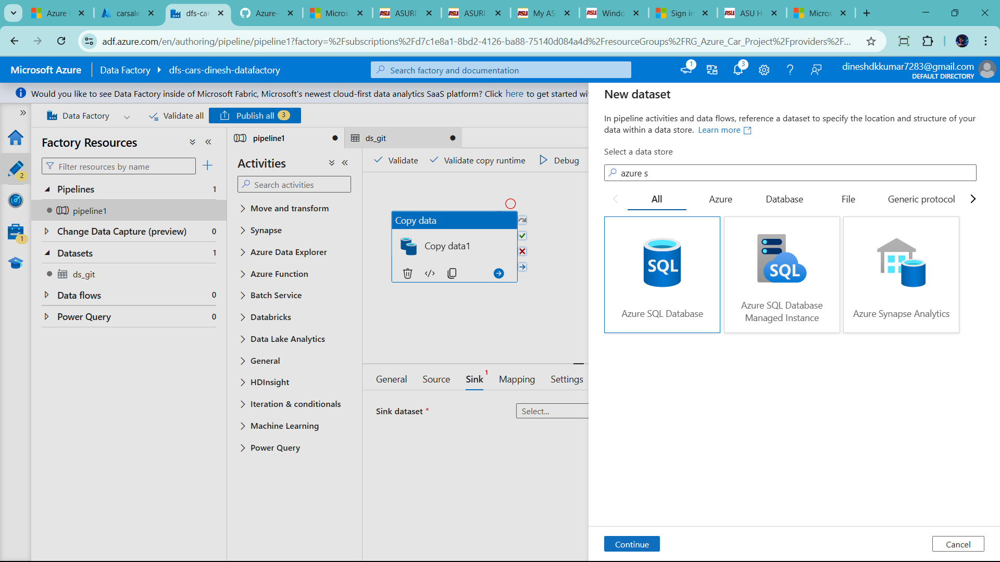 Azure f
carsale
dfs-car
Azure-
Micros
ASURI
ASURI
My AS
Windo
Sign in
ASU H
Micros
adf.azure.com/en/authoring/pipeline/pipeline1?factory=%2Fsubscriptions%2Fd7c1e8a1-8bd2-4126-ba88-75140d084a4d%2FresourceGroups%2FRG_Azure_Car_Project%2Fproviders%2F...
Microsoft Azure
Data Factory
dfs-cars-dinesh-datafactory
Search factory and documentation
1
3
dineshdkkumar7283@gmail.com
DEFAULT DIRECTORY
Would you like to see Data Factory inside of Microsoft Fabric, Microsoft's newest cloud-first data analytics SaaS platform? Click here to get started wi
Data Factory
Validate all
Publish all 3
2
1
Factory Resources
Filter resources by name
Pipelines 1
pipeline1
Change Data Capture (preview) 0
Datasets 1
ds_git
Data flows 0
Power Query 0
pipeline1
ds_git
Activities
Search activities
Move and transform
Synapse
Azure Data Explorer
Azure Function
Batch Service
Databricks
Data Lake Analytics
General
HDInsight
Iteration & conditionals
Machine Learning
Power Query
Validate
Validate copy runtime
Debug
Copy data
Copy data1
General
Source
Sink 1
Mapping
Settings
Sink dataset *
Select...
New dataset
In pipeline activities and data flows, reference a dataset to specify the location and structure of your
data within a data store. Learn more
Select a data store
azure s
All
Azure
Database
File
Generic protocol
SQL
Azure SQL Database
SQL
Azure SQL Database
Managed Instance
Azure Synapse Analytics
Continue
Cancel